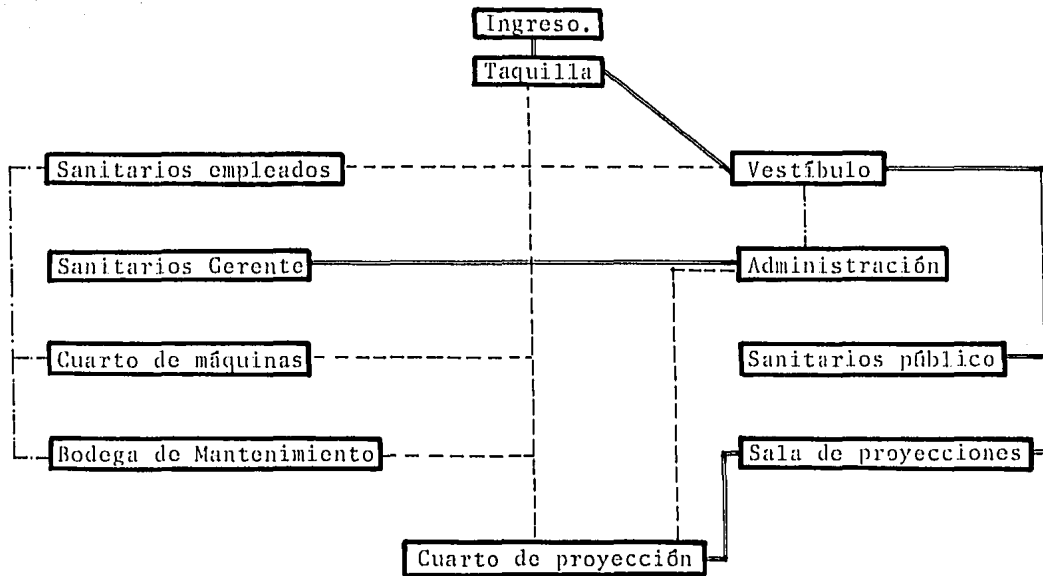 Ingreso.
Taquilla
Sanitarios empleados
Vestíbulo
Sanitarios Gerente
Administración
Cuarto de máquinas
Sanitarios público
Bodega de Mantenimiento
Sala de proyecciones
Cuarto de proyección